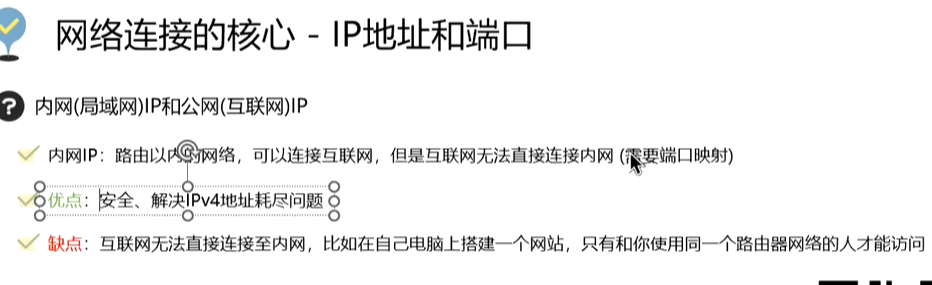 网络连接的核心 - IP地址和端口
内网(局域网)IP和公网(互联网)IP
内网IP：路由以内的网络，可以连接互联网，但是互联网无法直接连接内网 (需要端口映射)
优点：安全、解决IPv4地址耗尽问题
缺点：互联网无法直接连接至内网，比如在自己电脑上搭建一个网站，只有和你使用同一个路由器网络的人才能访问